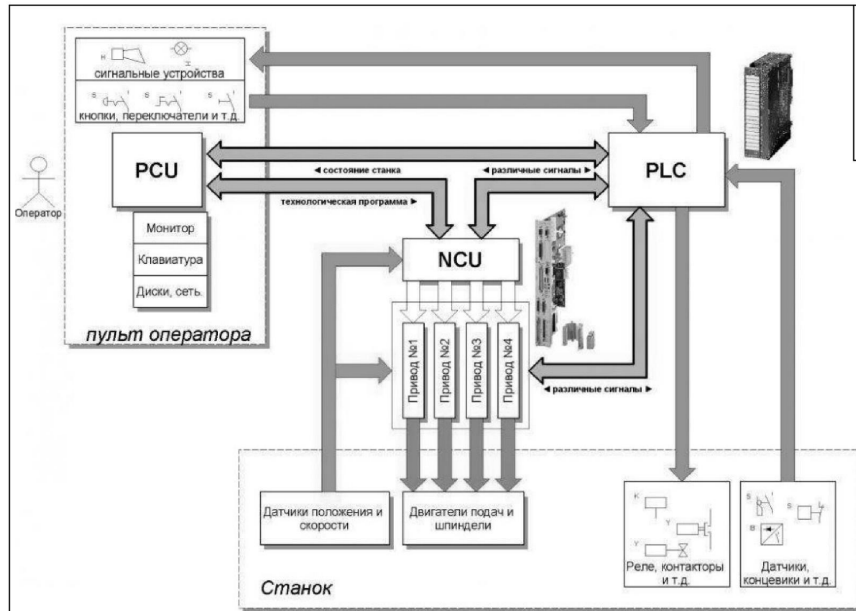 H
сигнальные устройства
S
S
S
кнопки, переключатели и т.д.
PCU
PLC
◄ состояние станка
◄ различные сигналы ►
технологическая программа ►
Оператор
Монитор
Клавиатура
Диски, сеть.
NCU
пульт оператора
Привод №1
Привод №2
Привод №3
Привод №4
◄ различные сигналы ►
Датчики положения и
скорости
Двигатели подач и
шпиндели
K
Y
Y
Реле, контакторы
и т.д.
S
S
B
Датчики,
концевики и т.д.
Станок